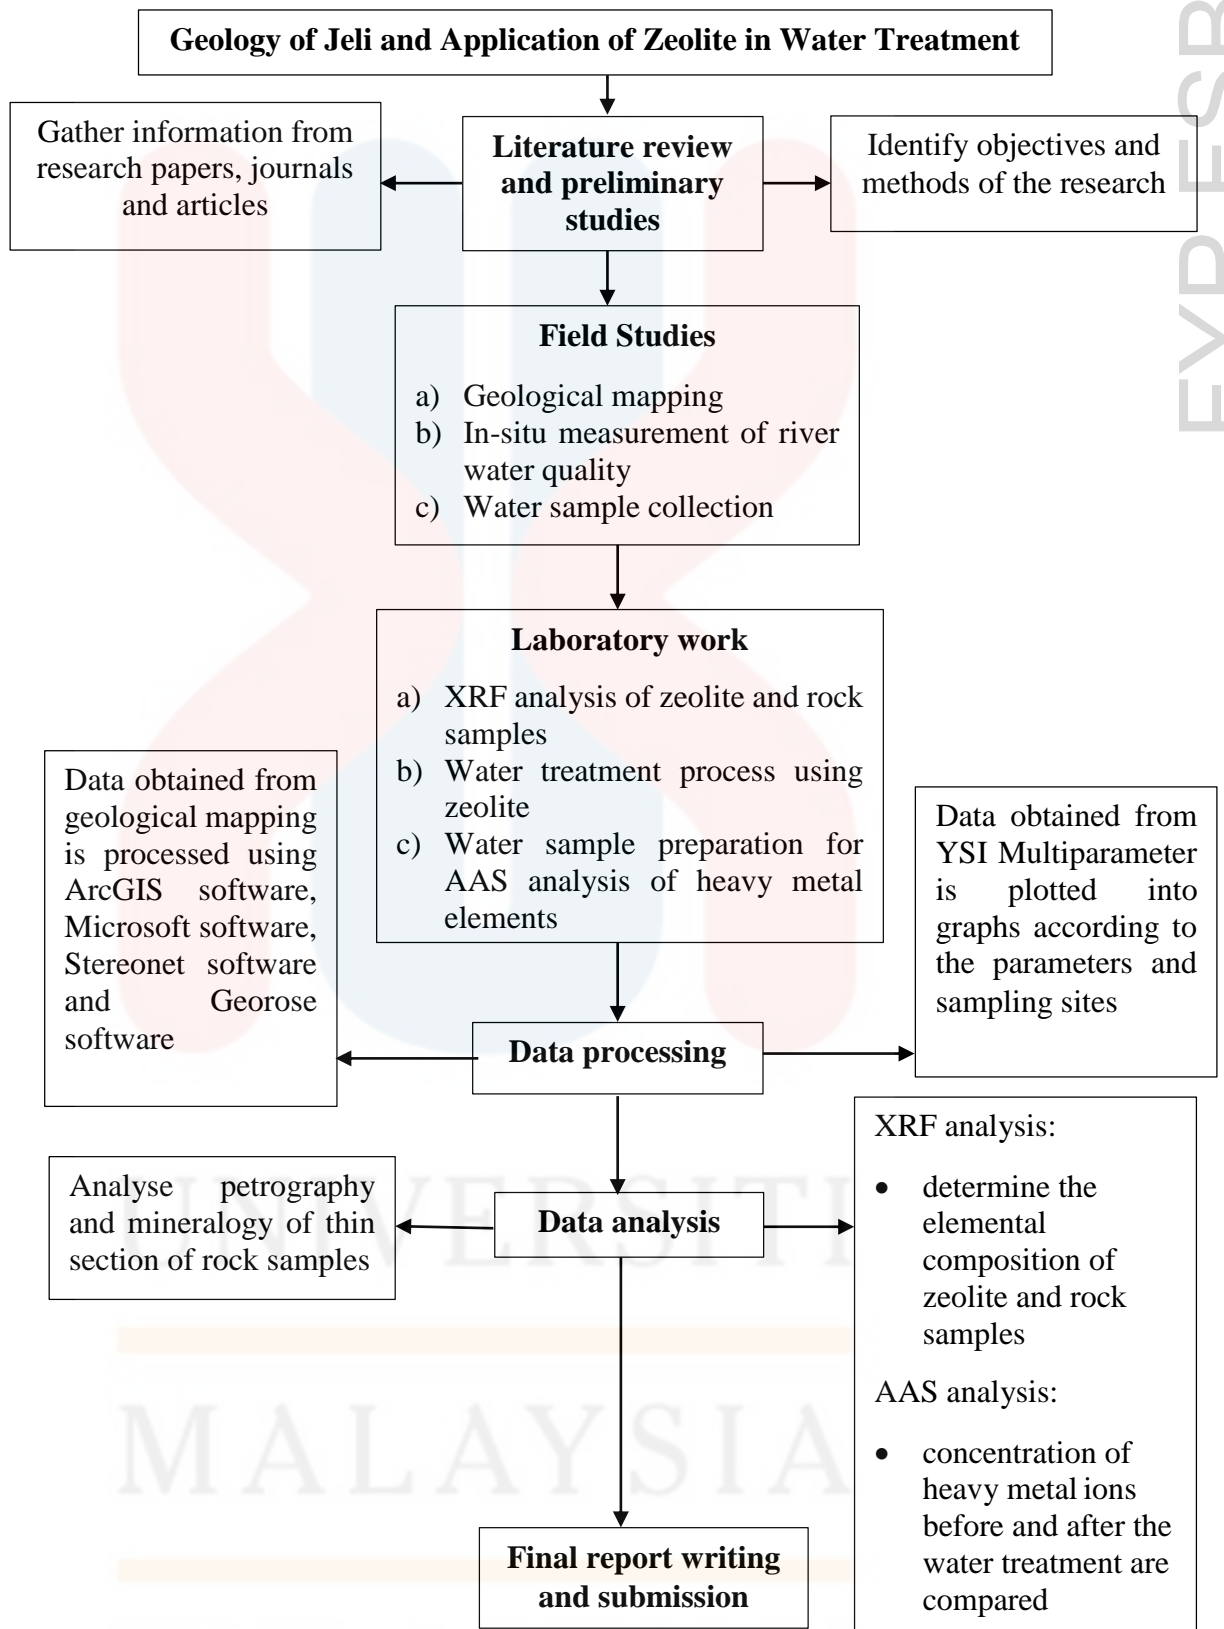 Geology of Jeli and Application of Zeolite in Water Treatment
Gather information from
research papers, journals
and articles
Literature review
and preliminary
studies
Identify objectives and
methods of the research
Field Studies
a) Geological mapping
b) In-situ measurement of river
water quality
c) Water sample collection
Laboratory work
a) XRF analysis of zeolite and rock
samples
b) Water treatment process using
zeolite
c) Water sample preparation for
AAS analysis of heavy metal
elements
Data obtained from
geological mapping
is processed using
ArcGIS software,
Microsoft software,
Stereonet software
and Georose
software
Data obtained from
YSI Multiparameter
is plotted into
graphs according to
the parameters and
sampling sites
Data processing
Analyse petrography
and mineralogy of thin
section of rock samples
Data analysis
XRF analysis:
• determine the
elemental
composition of
zeolite and rock
samples
AAS analysis:
• concentration of
heavy metal ions
before and after the
water treatment are
compared
Final report writing
and submission
UNIVERSITI
MALAYSIA